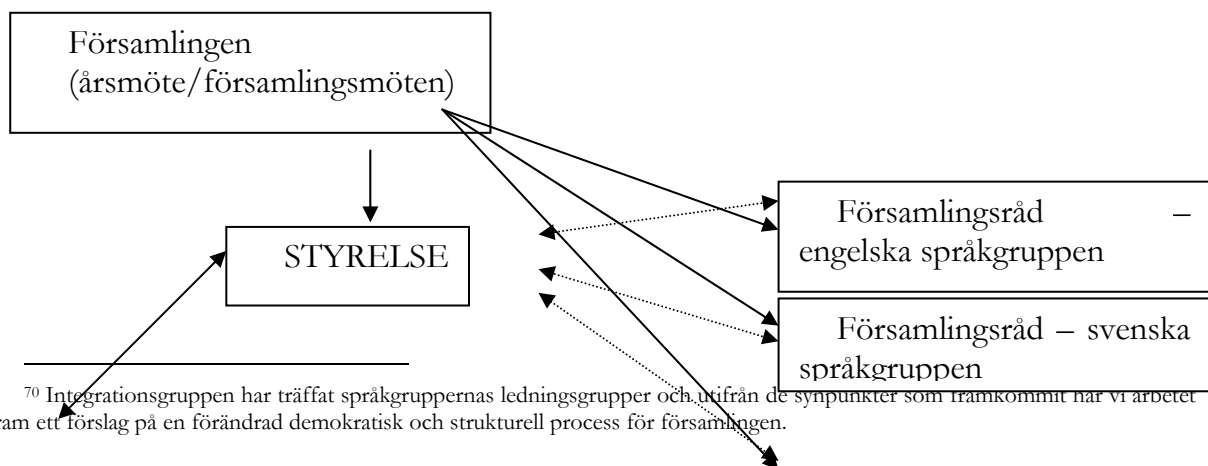 Församlingen
(årsmöte/församlingsmöten)
STYRELSE
Församlingsråd –
engelska språkgruppen
Församlingsråd – svenska
språkgruppen
70 Integrationsgruppen har träffat språkgruppernas ledningsgrupper och utifrån de synpunkter som framkommit har vi arbetet
ram ett förslag på en förändrad demokratisk och strukturell process för församlingen.